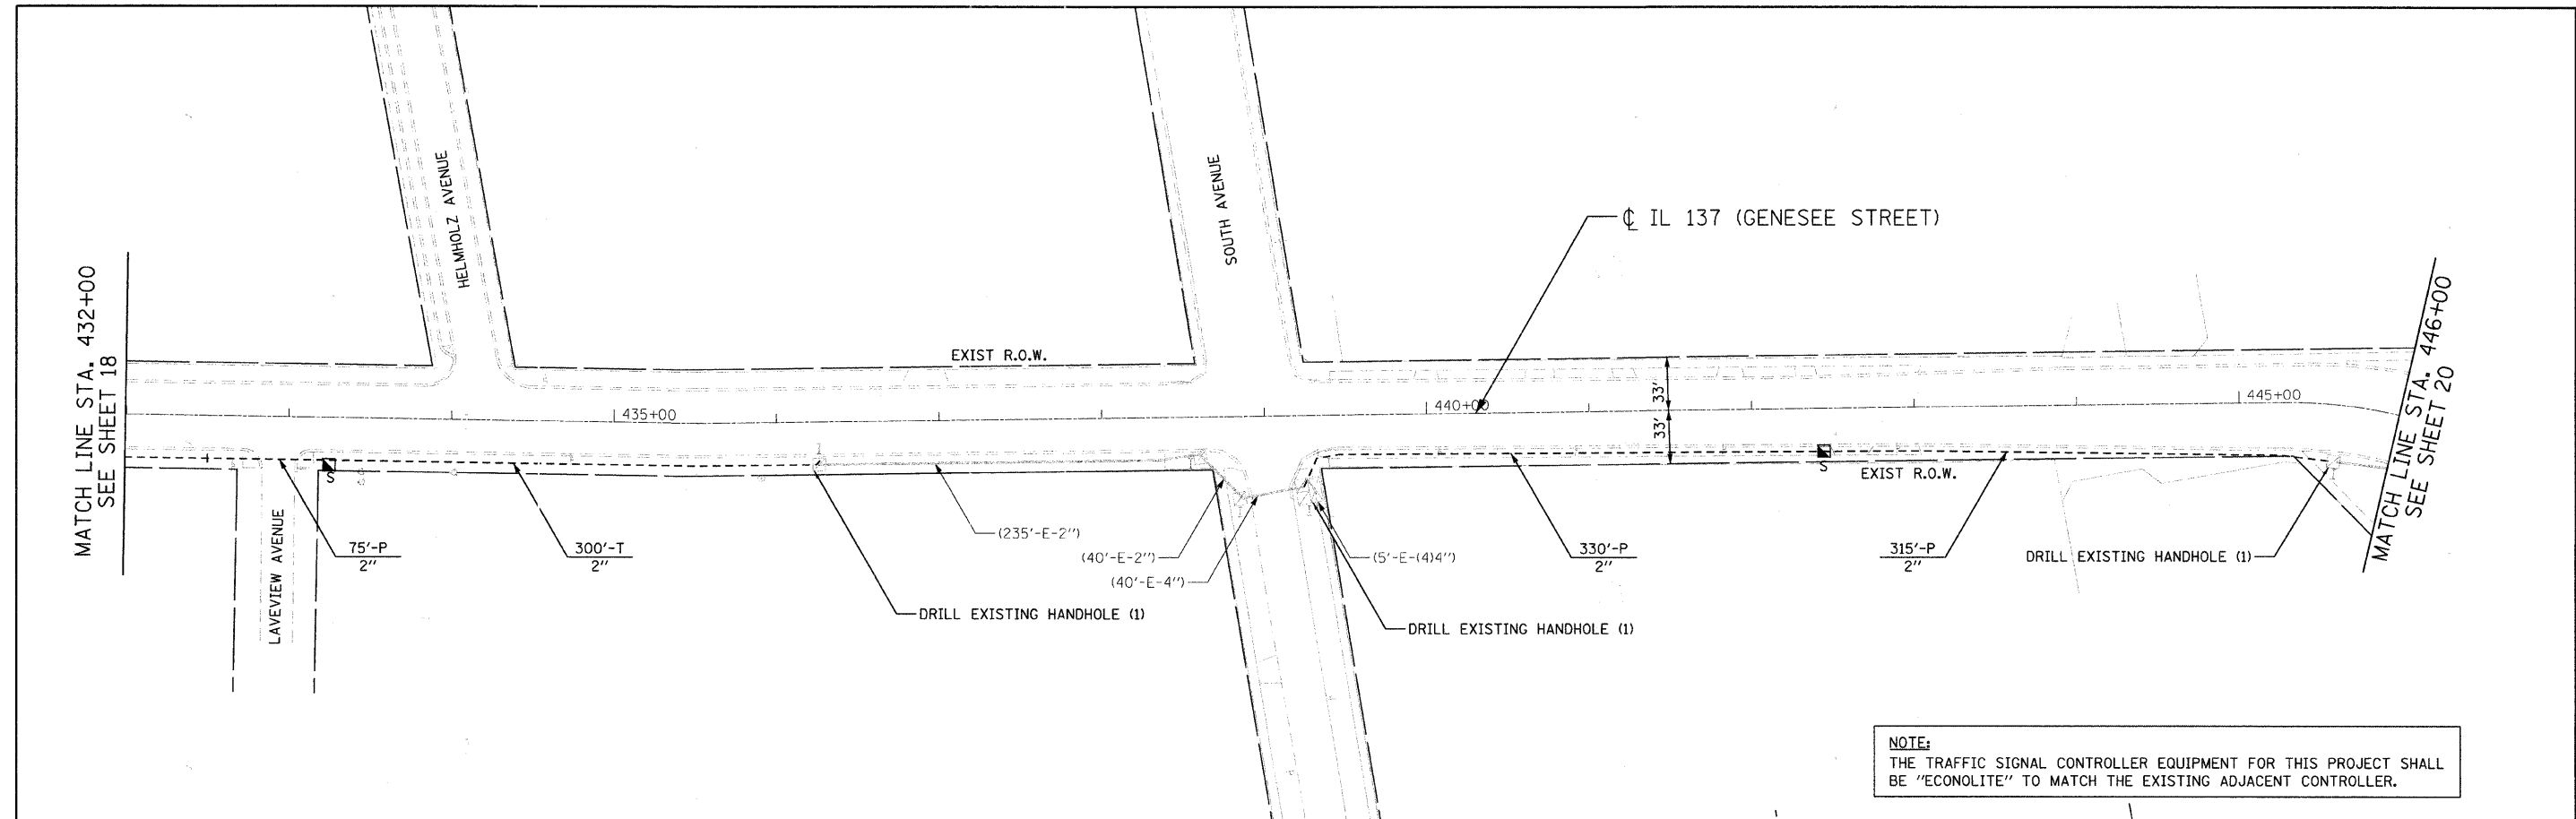 MATCH LINE STA. 432+00
SEE SHEET 18
HELMHOLZ AVENUE
SOUTH AVENUE
℄ IL 137 (GENESEE STREET)
EXIST R.O.W.
435+00
440+00
445+00
33'
33'
S
S
EXIST R.O.W.
LAVEVIEW AVENUE
75'-P
2"
300'-T
2"
(235'-E-2")
(40'-E-2")
(40'-E-4")
(5'-E-(4)4")
330'-P
2"
315'-P
2"
DRILL EXISTING HANDHOLE (1)
DRILL EXISTING HANDHOLE (1)
DRILL EXISTING HANDHOLE (1)
MATCH LINE STA. 446+00
SEE SHEET 20
NOTE:
THE TRAFFIC SIGNAL CONTROLLER EQUIPMENT FOR THIS PROJECT SHALL
BE "ECONOLITE" TO MATCH THE EXISTING ADJACENT CONTROLLER.